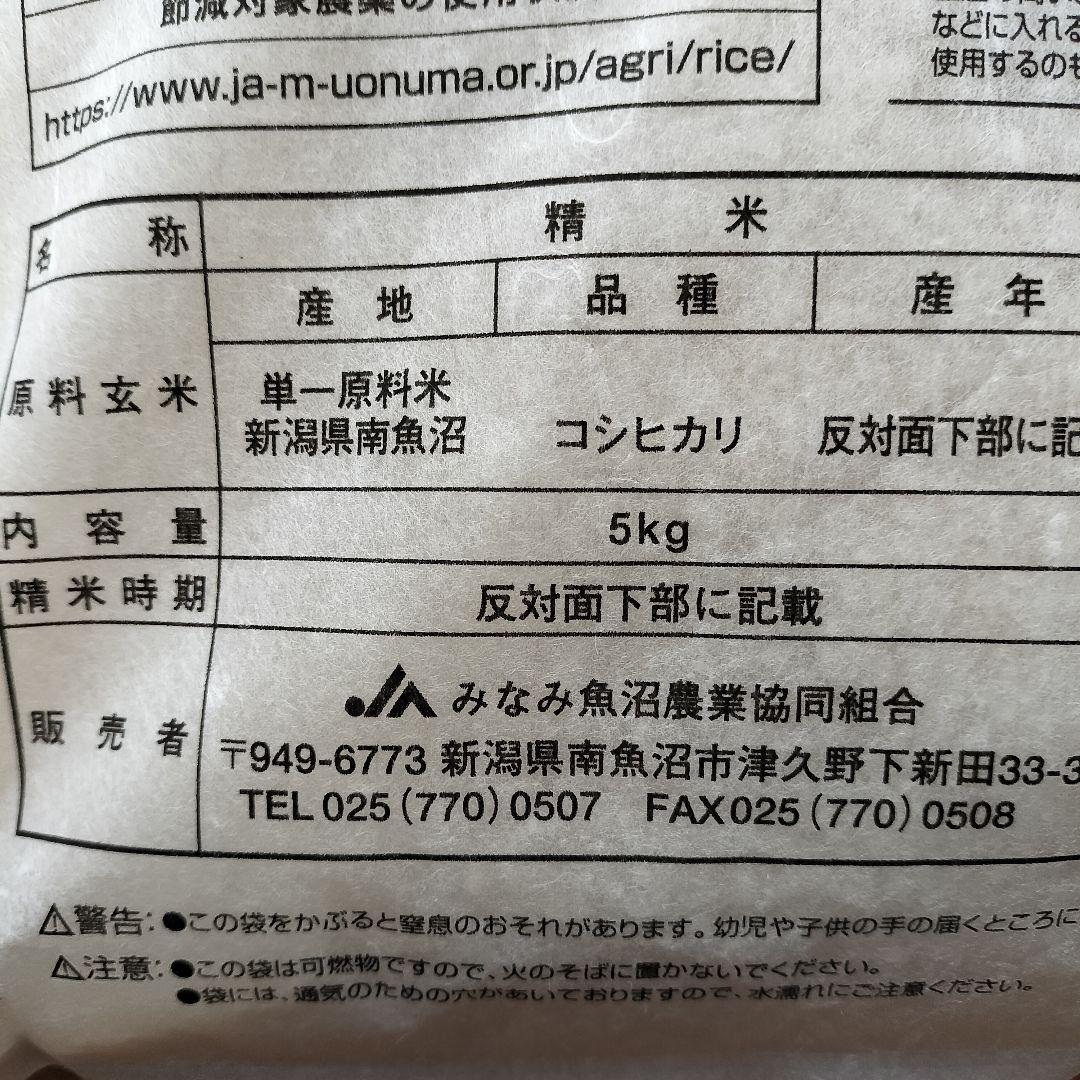 節減対象農薬の使用
https://www.ja-m-uonuma.or.jp/agri/rice/
などに入れる
使用するのも
名称 精米
産地 品種 産年
原料玄米
単一原料米
新潟県南魚沼 コシヒカリ 反対面下部に記
内容量 5kg
精米時期 反対面下部に記載
販売者
JA みなみ魚沼農業協同組合
〒949-6773 新潟県南魚沼市津久野下新田33-3
TEL 025(770)0507 FAX 025(770)0508
⚠警告:●この袋をかぶると窒息のおそれがあります。幼児や子供の手の届くところに
⚠注意:●この袋は可燃物ですので、火のそばに置かないでください。
●袋には、通気のための穴があいておりますので、水濡れにご注意ください。